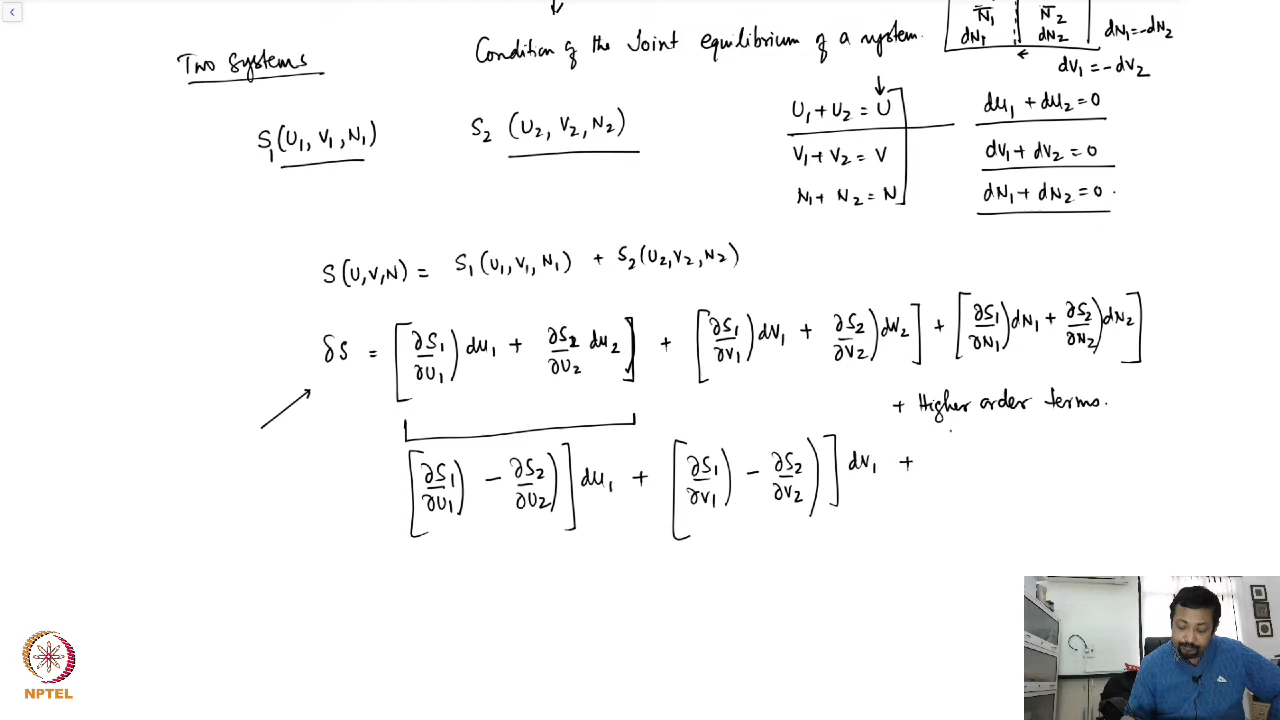 N̄₁ N̄₂
dN₁ dN₂ dN₁=-dN₂
Two Systems Condition of the Joint equilibrium of a system.
dV₁ = -dV₂
S₁(U₁, V₁, N₁) S₂ (U₂, V₂, N₂) U₁ + U₂ = U du₁ + du₂ = 0
V₁ + V₂ = V dV₁ + dV₂ = 0
N₁ + N₂ = N dN₁ + dN₂ = 0.
S(U,V,N) = S₁(U₁,V₁,N₁) + S₂(U₂,V₂,N₂)
δS = [∂S₁/∂U₁) du₁ + ∂S₂/∂U₂ du₂] + [∂S₁/∂V₁) dV₁ + ∂S₂/∂V₂) dV₂] + [∂S₁/∂N₁) dN₁ + ∂S₂/∂N₂) dN₂]
+ Higher order terms.
[∂S₁/∂U₁) - ∂S₂/∂U₂)] du₁ + [∂S₁/∂V₁) - ∂S₂/∂V₂)] dV₁ +
NPTEL